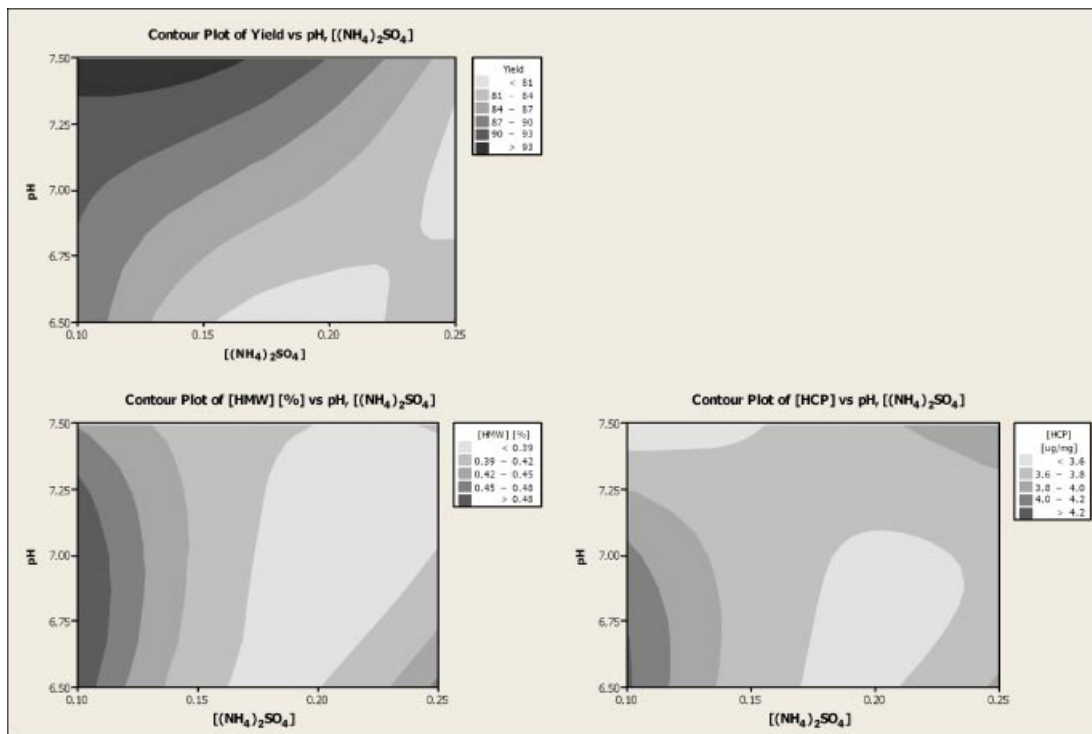 Contour Plot of Yield vs pH, [(NH4)2SO4]
7.50
7.25
7.00
6.75
6.50
pH
0.10 0.15 0.20 0.25
[(NH4)2SO4]
Yield
< 81
81 - 84
84 - 87
87 - 90
90 - 93
> 93
Contour Plot of [HMW] [%] vs pH, [(NH4)2SO4]
7.50
7.25
7.00
6.75
6.50
pH
0.10 0.15 0.20 0.25
[(NH4)2SO4]
[HMW] [%]
< 0.39
0.39 - 0.42
0.42 - 0.45
0.45 - 0.48
> 0.48
Contour Plot of [HCP] vs pH, [(NH4)2SO4]
7.50
7.25
7.00
6.75
6.50
pH
0.10 0.15 0.20 0.25
[(NH4)2SO4]
[HCP]
[ug/mg]
< 3.6
3.6 - 3.8
3.8 - 4.0
4.0 - 4.2
> 4.2